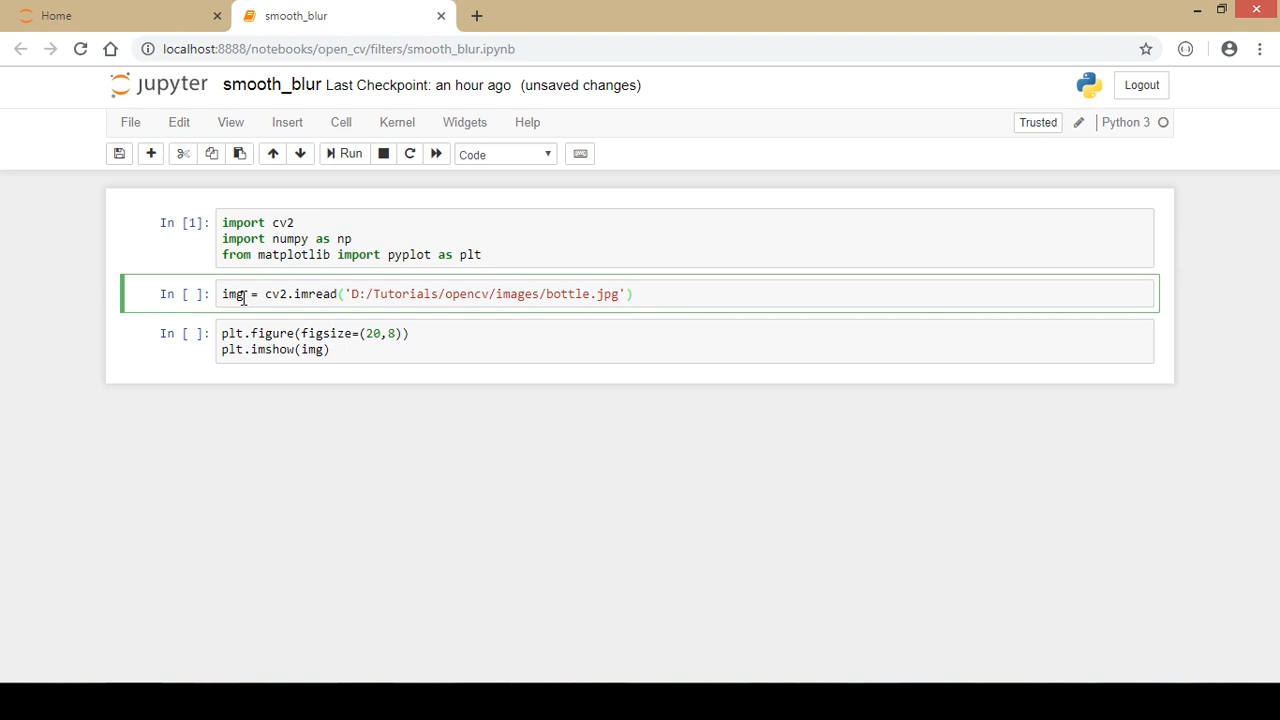 Home
smooth_blur
localhost:8888/notebooks/open_cv/filters/smooth_blur.ipynb
jupyter smooth_blur Last Checkpoint: an hour ago (unsaved changes) Logout
File Edit View Insert Cell Kernel Widgets Help Trusted Python 3
Run Code
In [1]: import cv2
import numpy as np
from matplotlib import pyplot as plt
In [ ]: img = cv2.imread('D:/Tutorials/opencv/images/bottle.jpg')
In [ ]: plt.figure(figsize=(20,8))
plt.imshow(img)